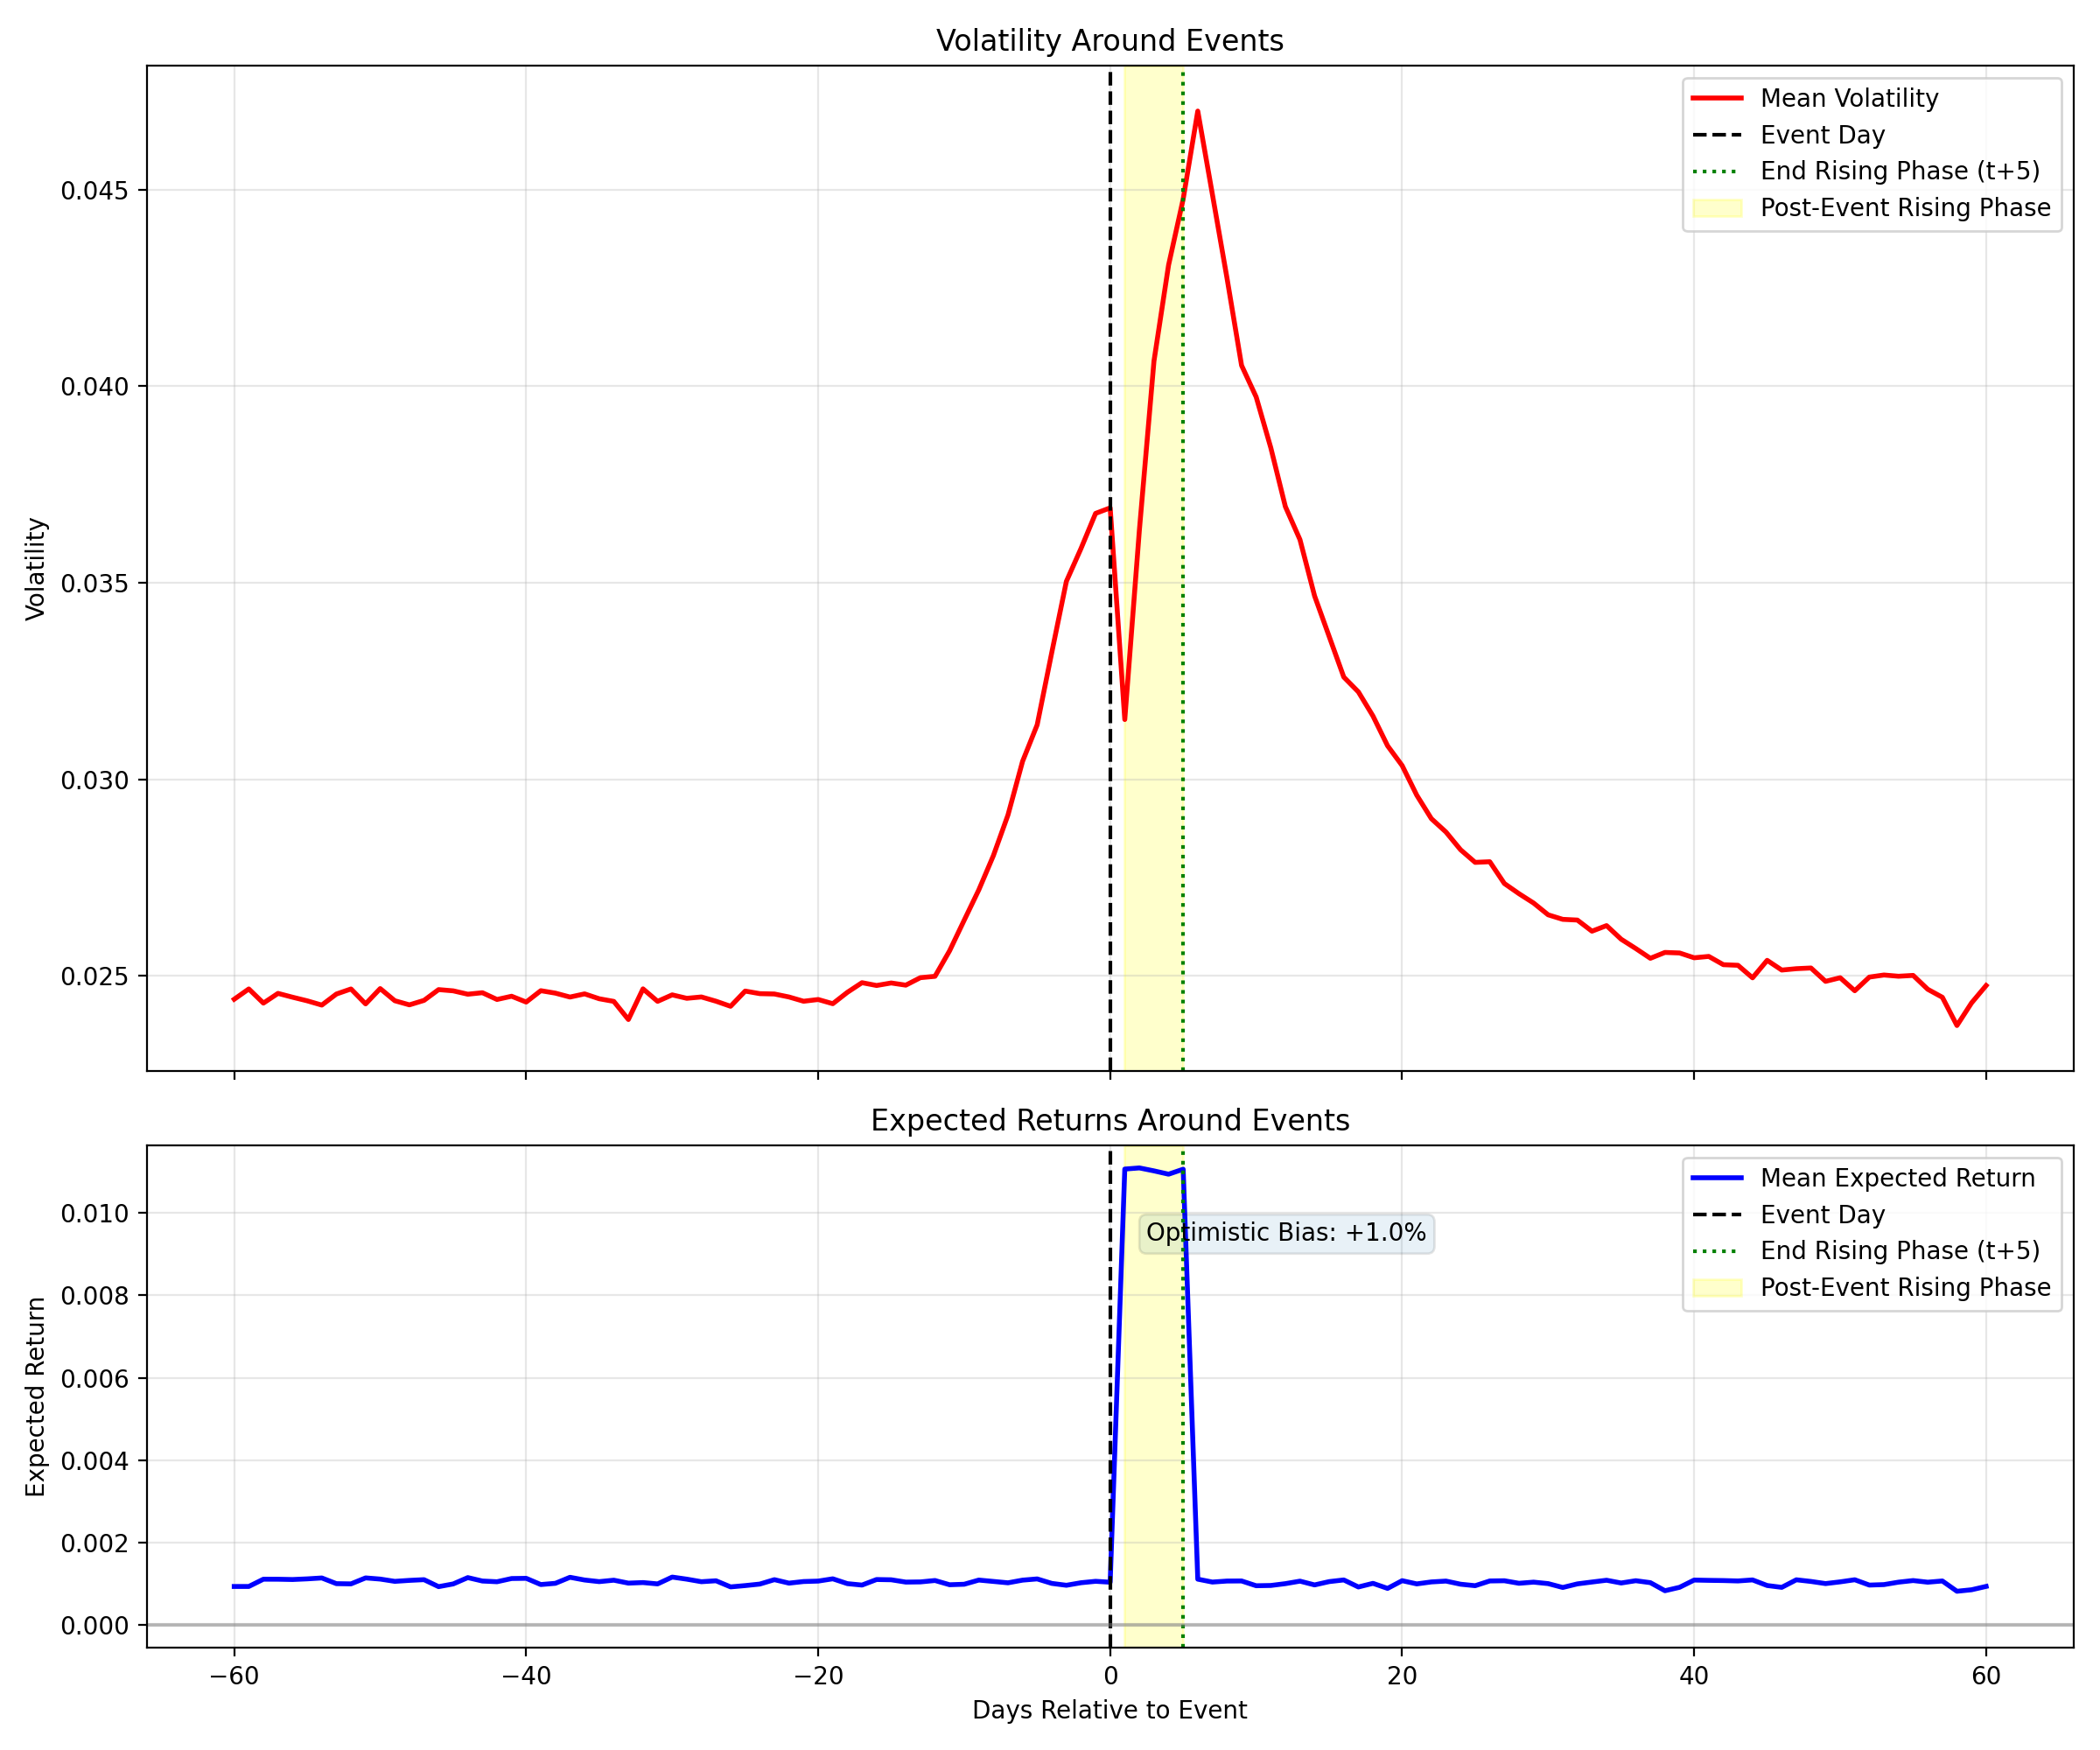 Volatility Around Events
Volatility
0.045
0.040
0.035
0.030
0.025
Mean Volatility
Event Day
End Rising Phase (t+5)
Post-Event Rising Phase
Expected Returns Around Events
Expected Return
0.010
0.008
0.006
0.004
0.002
0.000
Optimistic Bias: +1.0%
Mean Expected Return
Event Day
End Rising Phase (t+5)
Post-Event Rising Phase
−60 −40 −20 0 20 40 60
Days Relative to Event